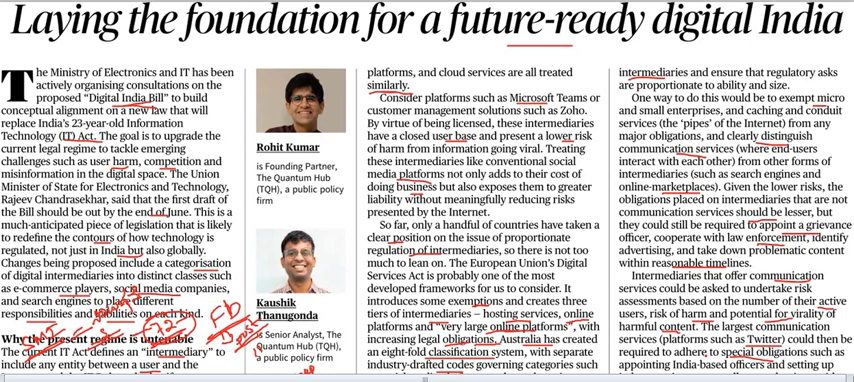 Laying the foundation for a future-ready digital India
The Ministry of Electronics and IT has been
actively organising consultations on the
proposed “Digital India Bill” to build
conceptual alignment on a new law that will
replace India’s 23-year-old Information
Technology (IT) Act. The goal is to upgrade the
current legal regime to tackle emerging
challenges such as user harm, competition and
misinformation in the digital space. The Union
Minister of State for Electronics and Technology,
Rajeev Chandrasekhar, said that the first draft of
the Bill should be out by the end of June. This is a
much-anticipated piece of legislation that is likely
to redefine the contours of how technology is
regulated, not just in India but also globally.
Changes being proposed include a categorisation
of digital intermediaries into distinct classes such
as e-commerce players, social media companies,
and search engines to place different
responsibilities and liabilities on each kind.
Why the present regime is untenable
The current IT Act defines an “intermediary” to
include any entity between a user and the
Rohit Kumar
is Founding Partner,
The Quantum Hub
(TQH), a public policy
firm
Kaushik
Thanugonda
is Senior Analyst, The
Quantum Hub (TQH),
a public policy firm
79
Fb
post
platforms, and cloud services are all treated
similarly.
Consider platforms such as Microsoft Teams or
customer management solutions such as Zoho.
By virtue of being licensed, these intermediaries
have a closed user base and present a lower risk
of harm from information going viral. Treating
these intermediaries like conventional social
media platforms not only adds to their cost of
doing business but also exposes them to greater
liability without meaningfully reducing risks
presented by the Internet.
So far, only a handful of countries have taken a
clear position on the issue of proportionate
regulation of intermediaries, so there is not too
much to lean on. The European Union’s Digital
Services Act is probably one of the most
developed frameworks for us to consider. It
introduces some exemptions and creates three
tiers of intermediaries – hosting services, online
platforms and “very large online platforms”, with
increasing legal obligations. Australia has created
an eight-fold classification system, with separate
industry-drafted codes governing categories such
intermediaries and ensure that regulatory asks
are proportionate to ability and size.
One way to do this would be to exempt micro
and small enterprises, and caching and conduit
services (the ‘pipes’ of the Internet) from any
major obligations, and clearly distinguish
communication services (where end-users
interact with each other) from other forms of
intermediaries (such as search engines and
online-marketplaces). Given the lower risks, the
obligations placed on intermediaries that are not
communication services should be lesser, but
they could still be required to appoint a grievance
officer, cooperate with law enforcement, identify
advertising, and take down problematic content
within reasonable timelines.
Intermediaries that offer communication
services could be asked to undertake risk
assessments based on the number of their active
users, risk of harm and potential for virality of
harmful content. The largest communication
services (platforms such as Twitter) could then be
required to adhere to special obligations such as
appointing India-based officers and setting up